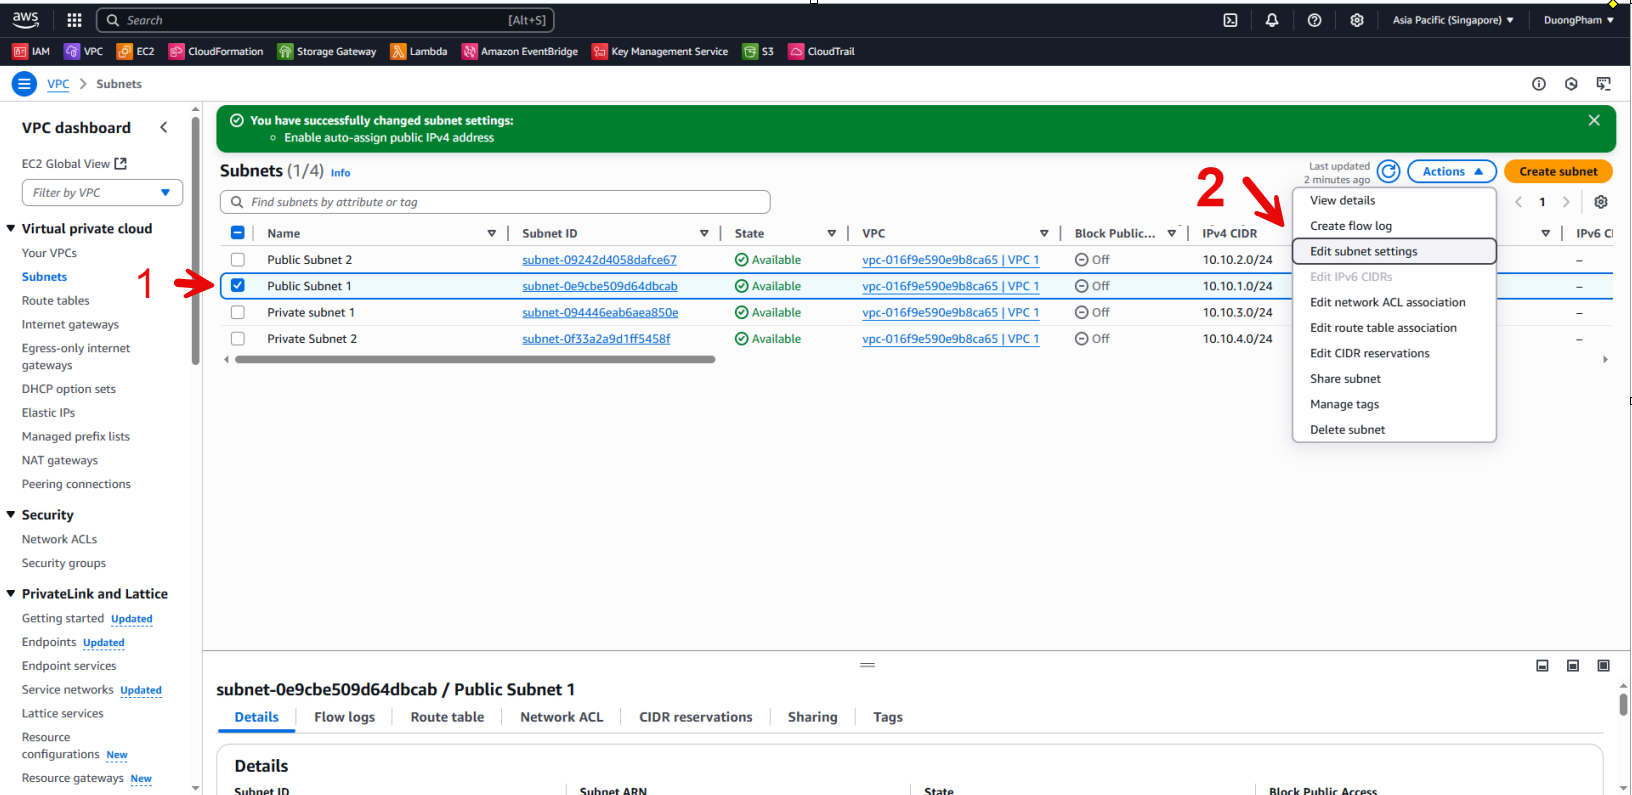 aws
Search [Alt+S]
Asia Pacific (Singapore) DuongPham
IAM VPC EC2 CloudFormation Storage Gateway Lambda Amazon EventBridge Key Management Service S3 CloudTrail
VPC Subnets
VPC dashboard
EC2 Global View
Filter by VPC
Virtual private cloud
Your VPCs
Subnets
Route tables
Internet gateways
Egress-only internet
gateways
DHCP option sets
Elastic IPs
Managed prefix lists
NAT gateways
Peering connections
Security
Network ACLs
Security groups
PrivateLink and Lattice
Getting started Updated
Endpoints Updated
Endpoint services
Service networks Updated
Lattice services
Resource
configurations New
Resource gateways New
You have successfully changed subnet settings:
Enable auto-assign public IPv4 address
Subnets (1/4) Info
Last updated
2 minutes ago
Actions
Create subnet
Find subnets by attribute or tag
1
Name Subnet ID State VPC Block Public... IPv4 CIDR IPv6 CI
Public Subnet 2 subnet-09242d4058dafce67 Available vpc-016f9e590e9b8ca65 | VPC 1 Off 10.10.2.0/24 –
Public Subnet 1 subnet-0e9cbe509d64dbcab Available vpc-016f9e590e9b8ca65 | VPC 1 Off 10.10.1.0/24 –
Private subnet 1 subnet-094446eab6aea850e Available vpc-016f9e590e9b8ca65 | VPC 1 Off 10.10.3.0/24 –
Private Subnet 2 subnet-0f33a2a9d1ff5458f Available vpc-016f9e590e9b8ca65 | VPC 1 Off 10.10.4.0/24 –
1
2
View details
Create flow log
Edit subnet settings
Edit IPv6 CIDRs
Edit network ACL association
Edit route table association
Edit CIDR reservations
Share subnet
Manage tags
Delete subnet
subnet-0e9cbe509d64dbcab / Public Subnet 1
Details Flow logs Route table Network ACL CIDR reservations Sharing Tags
Details
Subnet ID Subnet ARN State Block Public Access